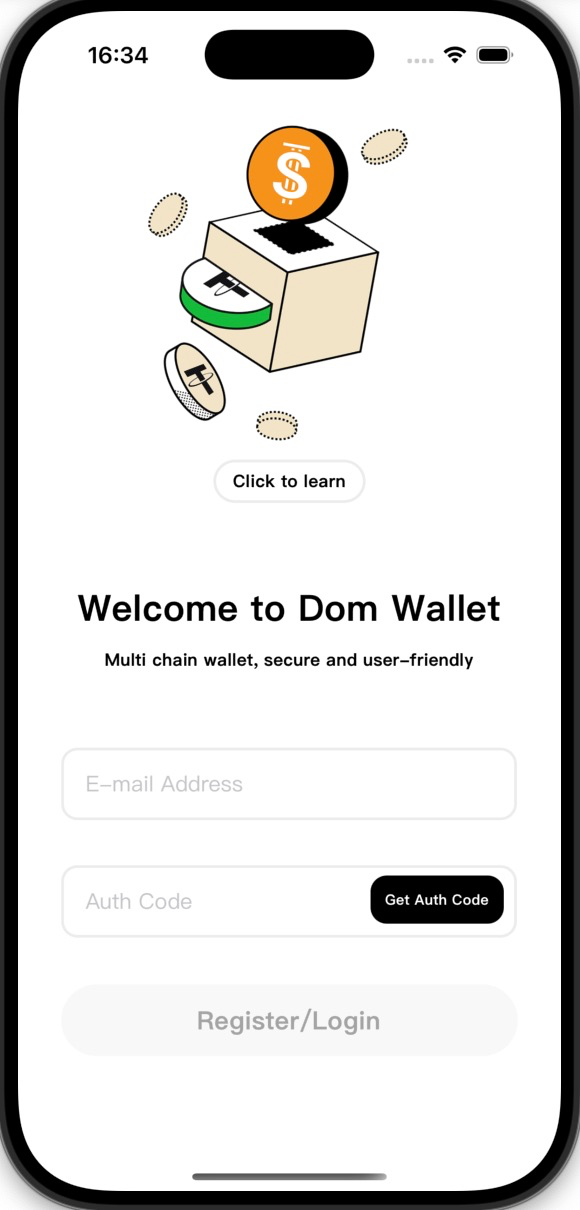 16:34
Click to learn
Welcome to Dom Wallet
Multi chain wallet, secure and user-friendly
E-mail Address
Auth Code
Get Auth Code
Register/Login